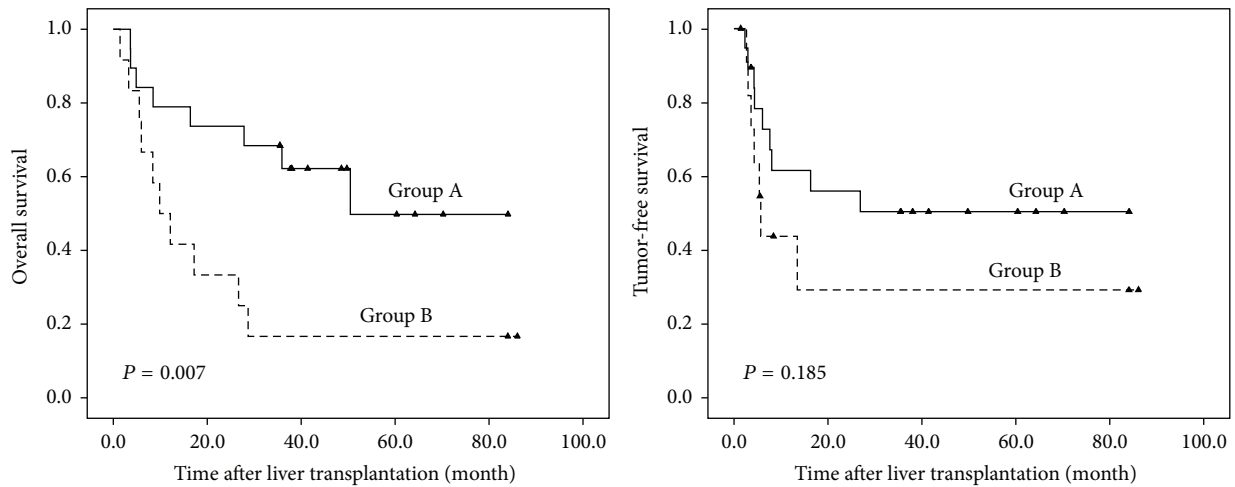 Overall survival
1.0
0.8
0.6
0.4
0.2
0.0
Group A
Group B
P = 0.007
0.0 20.0 40.0 60.0 80.0 100.0
Time after liver transplantation (month)
Tumor-free survival
1.0
0.8
0.6
0.4
0.2
0.0
Group A
Group B
P = 0.185
0.0 20.0 40.0 60.0 80.0 100.0
Time after liver transplantation (month)